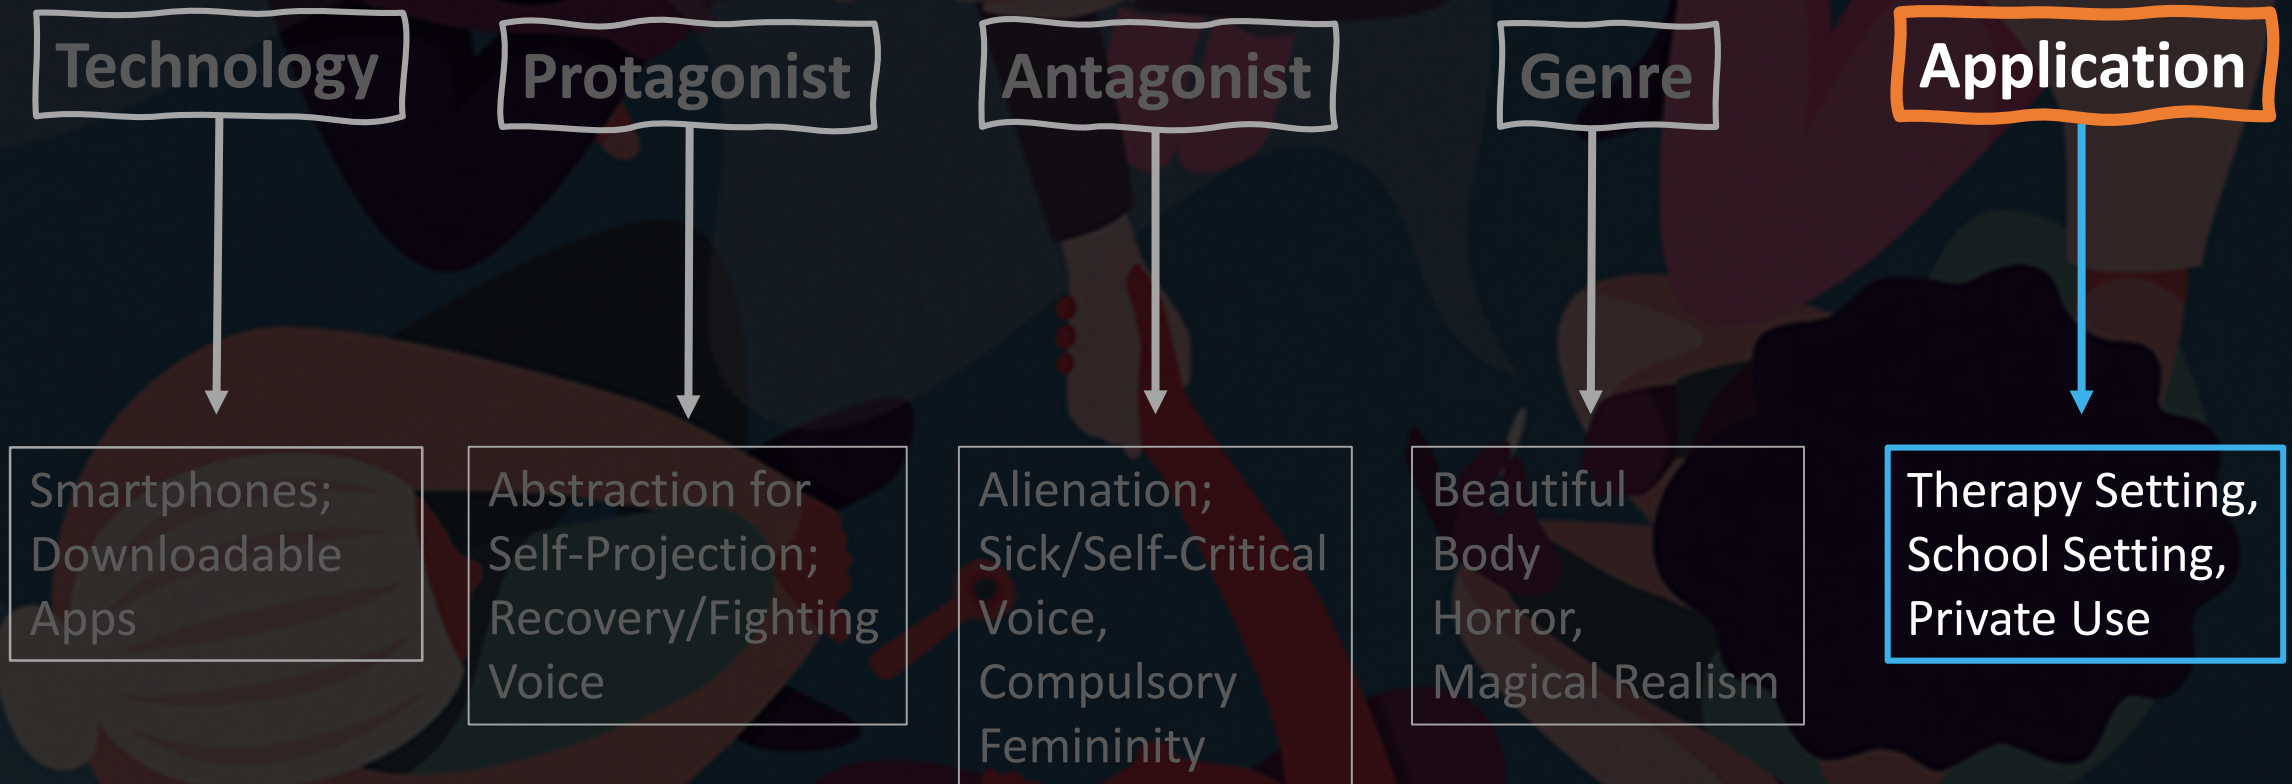 Technology
Protagonist
Antagonist
Genre
Application
Smartphones;
Downloadable
Apps
Abstraction for
Self-Projection;
Recovery/Fighting
Voice
Alienation;
Sick/Self-Critical
Voice,
Compulsory
Femininity
Beautiful
Body
Horror,
Magical Realism
Therapy Setting,
School Setting,
Private Use